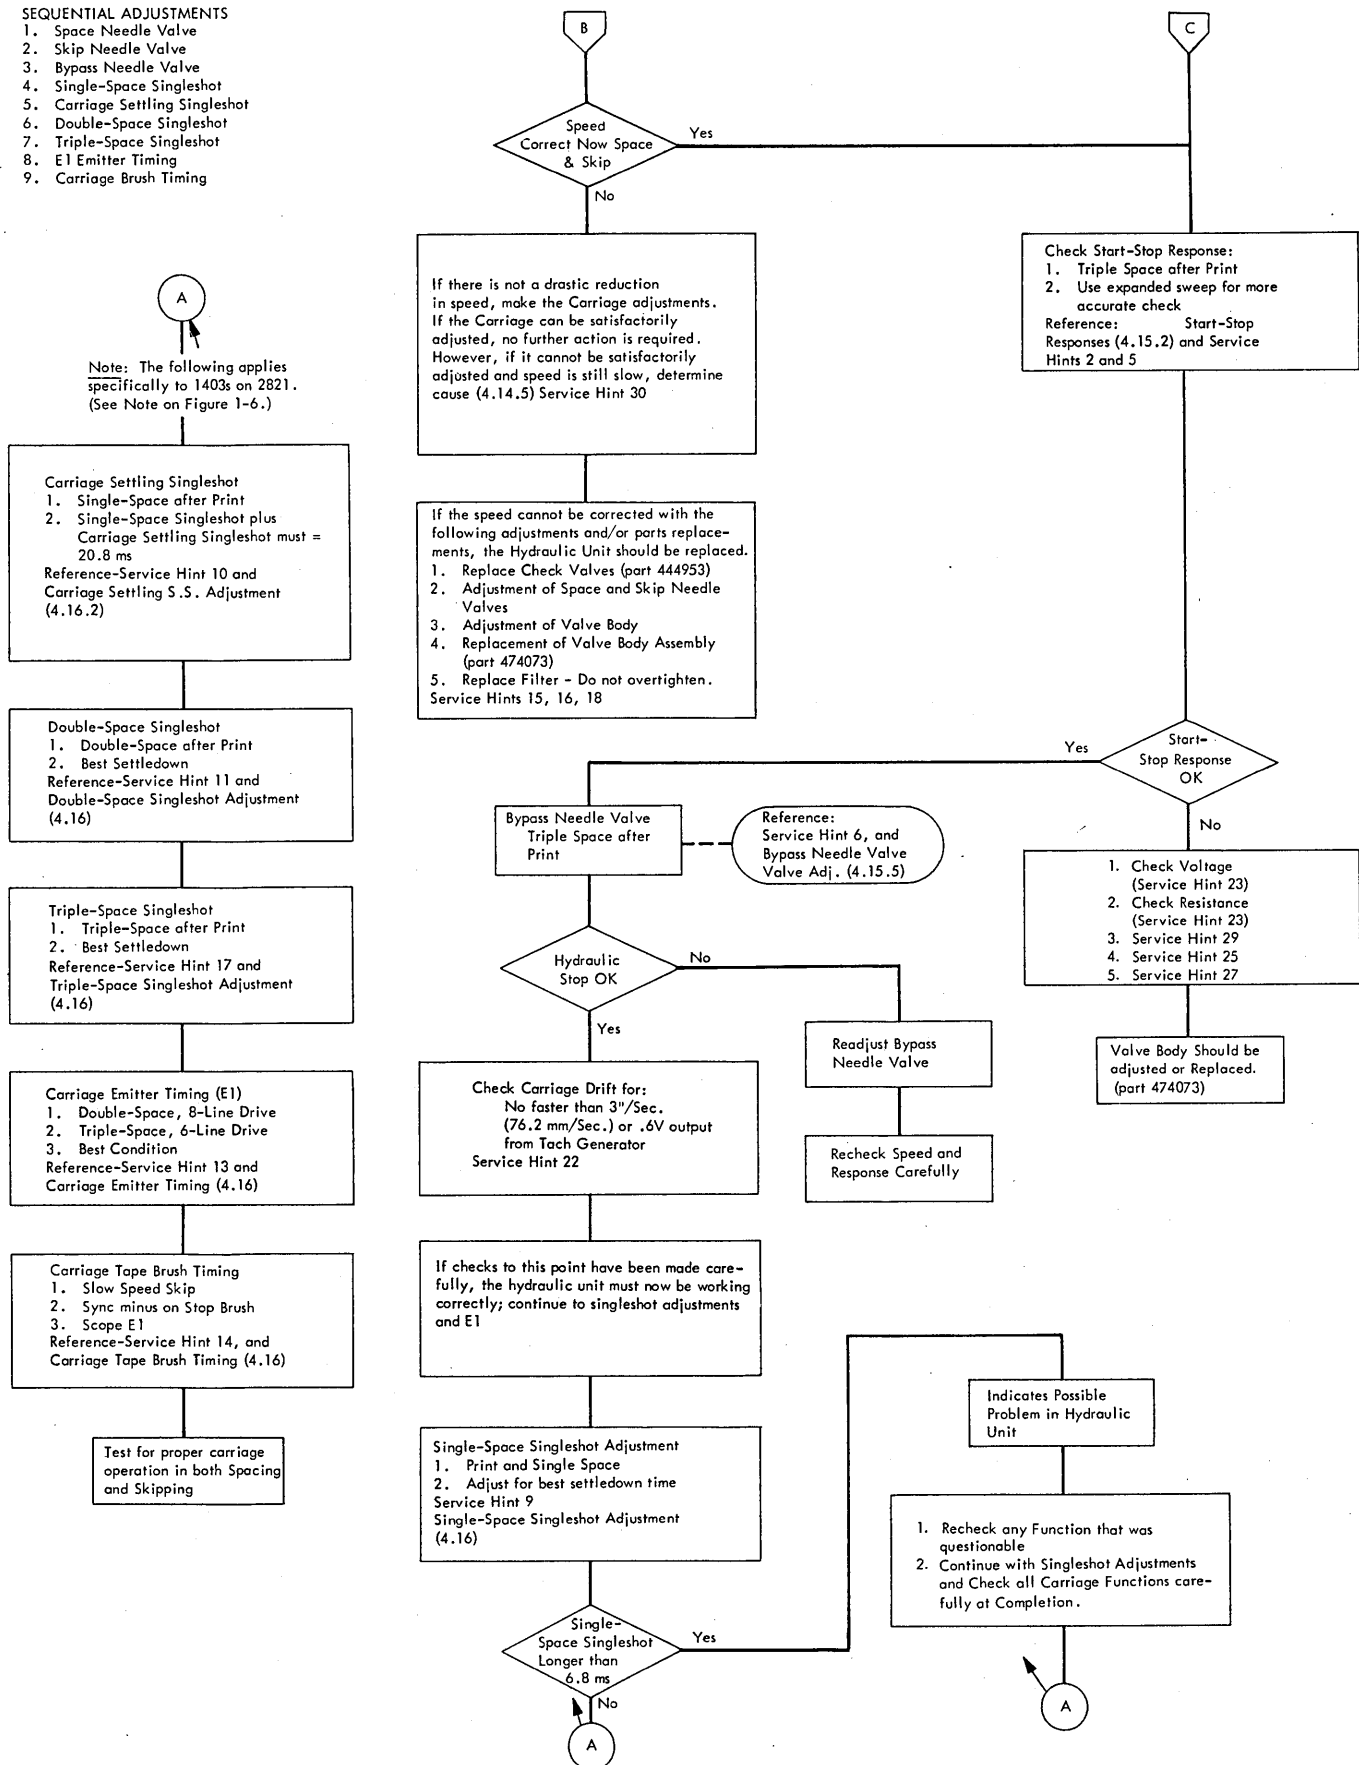 SEQUENTIAL ADJUSTMENTS
1. Space Needle Valve
2. Skip Needle Valve
3. Bypass Needle Valve
4. Single-Space Singleshot
5. Carriage Settling Singleshot
6. Double-Space Singleshot
7. Triple-Space Singleshot
8. E1 Emitter Timing
9. Carriage Brush Timing
A
Note: The following applies
specifically to 1403s on 2821.
(See Note on Figure 1-6.)
Carriage Settling Singleshot
1. Single-Space after Print
2. Single-Space Singleshot plus
Carriage Settling Singleshot must =
20.8 ms
Reference-Service Hint 10 and
Carriage Settling S.S. Adjustment
(4.16.2)
Double-Space Singleshot
1. Double-Space after Print
2. Best Settledown
Reference-Service Hint 11 and
Double-Space Singleshot Adjustment
(4.16)
Triple-Space Singleshot
1. Triple-Space after Print
2. Best Settledown
Reference-Service Hint 17 and
Triple-Space Singleshot Adjustment
(4.16)
Carriage Emitter Timing (E1)
1. Double-Space, 8-Line Drive
2. Triple-Space, 6-Line Drive
3. Best Condition
Reference-Service Hint 13 and
Carriage Emitter Timing (4.16)
Carriage Tape Brush Timing
1. Slow Speed Skip
2. Sync minus on Stop Brush
3. Scope E1
Reference-Service Hint 14, and
Carriage Tape Brush Timing (4.16)
Test for proper carriage
operation in both Spacing
and Skipping
B
Speed
Correct Now Space
& Skip
Yes
No
If there is not a drastic reduction
in speed, make the Carriage adjustments.
If the Carriage can be satisfactorily
adjusted, no further action is required.
However, if it cannot be satisfactorily
adjusted and speed is still slow, determine
cause (4.14.5) Service Hint 30
If the speed cannot be corrected with the
following adjustments and/or parts replace-
ments, the Hydraulic Unit should be replaced.
1. Replace Check Valves (part 444953)
2. Adjustment of Space and Skip Needle
Valves
3. Adjustment of Valve Body
4. Replacement of Valve Body Assembly
(part 474073)
5. Replace Filter - Do not overtighten.
Service Hints 15, 16, 18
C
Check Start-Stop Response:
1. Triple Space after Print
2. Use expanded sweep for more
accurate check
Reference: Start-Stop
Responses (4.15.2) and Service
Hints 2 and 5
Start-
Stop Response
OK
Yes
No
1. Check Voltage
(Service Hint 23)
2. Check Resistance
(Service Hint 23)
3. Service Hint 29
4. Service Hint 25
5. Service Hint 27
Valve Body Should be
adjusted or Replaced.
(part 474073)
Bypass Needle Valve
Triple Space after
Print
Reference:
Service Hint 6, and
Bypass Needle Valve
Valve Adj. (4.15.5)
Hydraulic
Stop OK
No
Yes
Readjust Bypass
Needle Valve
Recheck Speed and
Response Carefully
Check Carriage Drift for:
No faster than 3"/Sec.
(76.2 mm/Sec.) or .6V output
from Tach Generator
Service Hint 22
If checks to this point have been made care-
fully, the hydraulic unit must now be working
correctly; continue to singleshot adjustments
and E1
Single-Space Singleshot Adjustment
1. Print and Single Space
2. Adjust for best settledown time
Service Hint 9
Single-Space Singleshot Adjustment
(4.16)
Single-
Space Singleshot
Longer than
6.8 ms
Yes
No
A
Indicates Possible
Problem in Hydraulic
Unit
1. Recheck any Function that was
questionable
2. Continue with Singleshot Adjustments
and Check all Carriage Functions care-
fully at Completion.
A